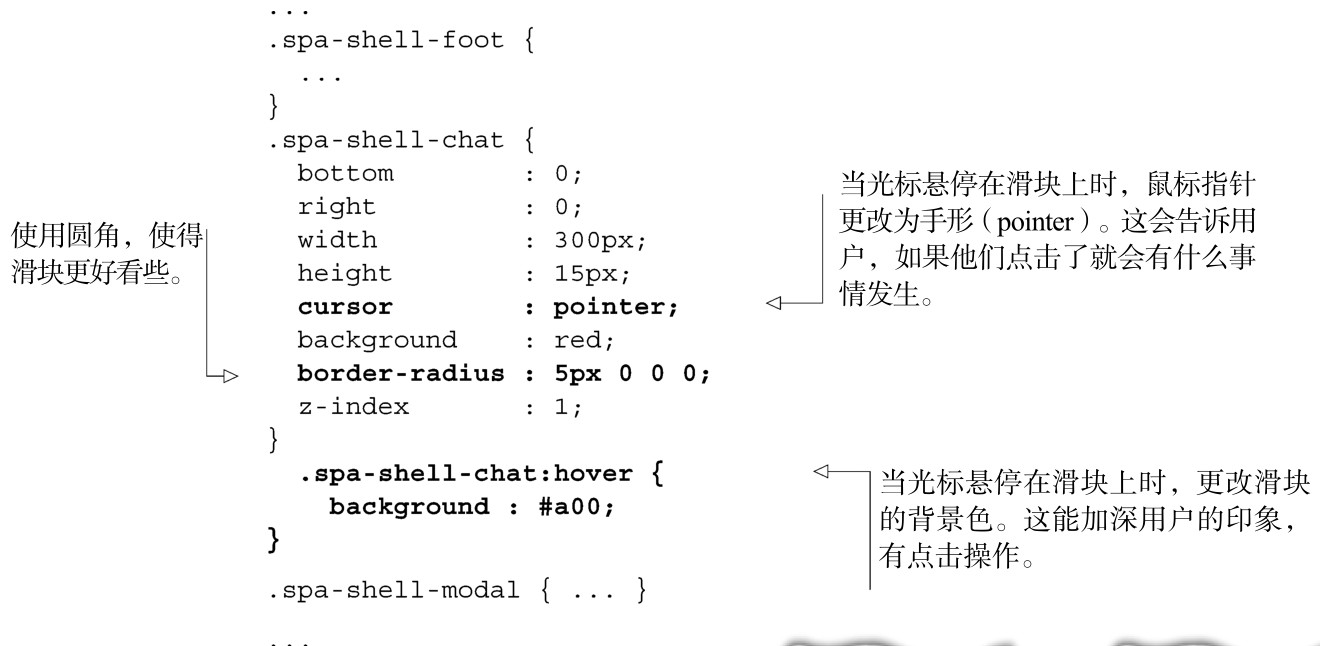 ...
.spa-shell-foot {
  ...
}
.spa-shell-chat {
  bottom        : 0;
  right         : 0;
  width         : 300px;
  height        : 15px;
  cursor        : pointer;
  background    : red;
  border-radius : 5px 0 0 0;
  z-index       : 1;
}
  .spa-shell-chat:hover {
    background : #a00;
}
.spa-shell-modal { ... }
...
使用圆角，使得
滑块更好看些。
当光标悬停在滑块上时，鼠标指针
更改为手形（pointer）。这会告诉用
户，如果他们点击了就会有什么事
情发生。
当光标悬停在滑块上时，更改滑块
的背景色。这能加深用户的印象，
有点击操作。